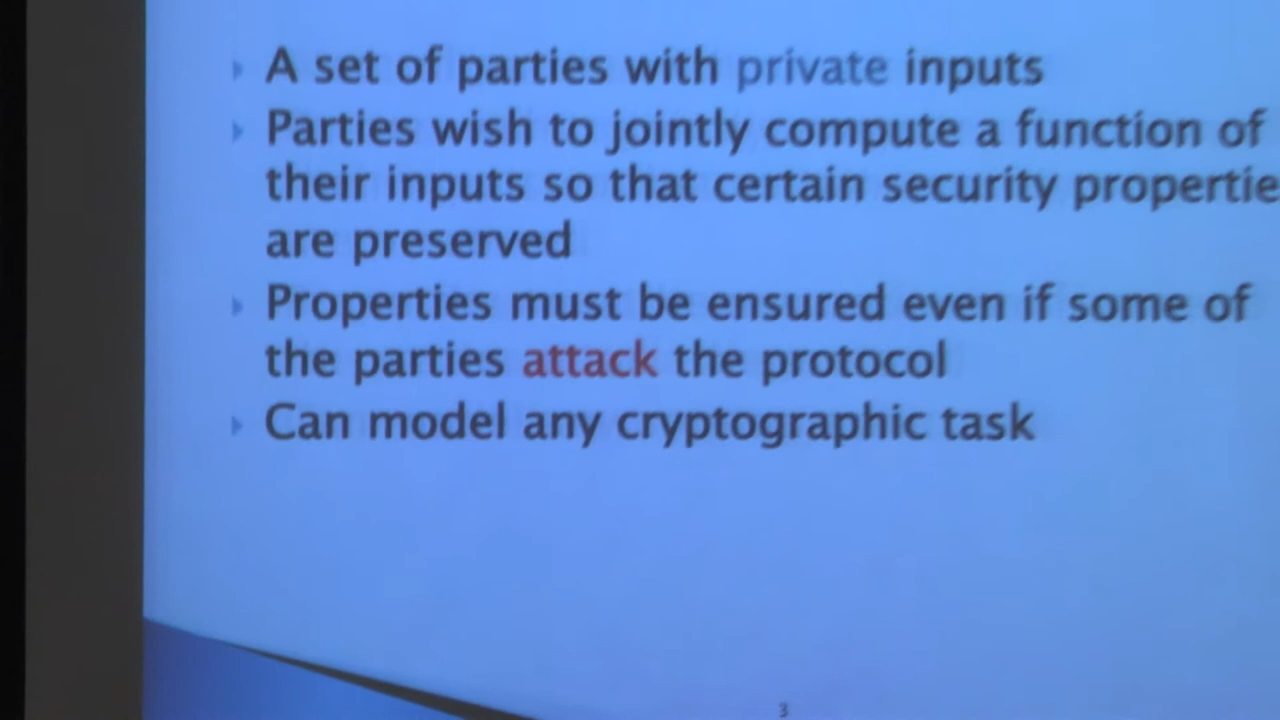 A set of parties with private inputs
Parties wish to jointly compute a function of
their inputs so that certain security propertie
are preserved
Properties must be ensured even if some of
the parties attack the protocol
Can model any cryptographic task
3